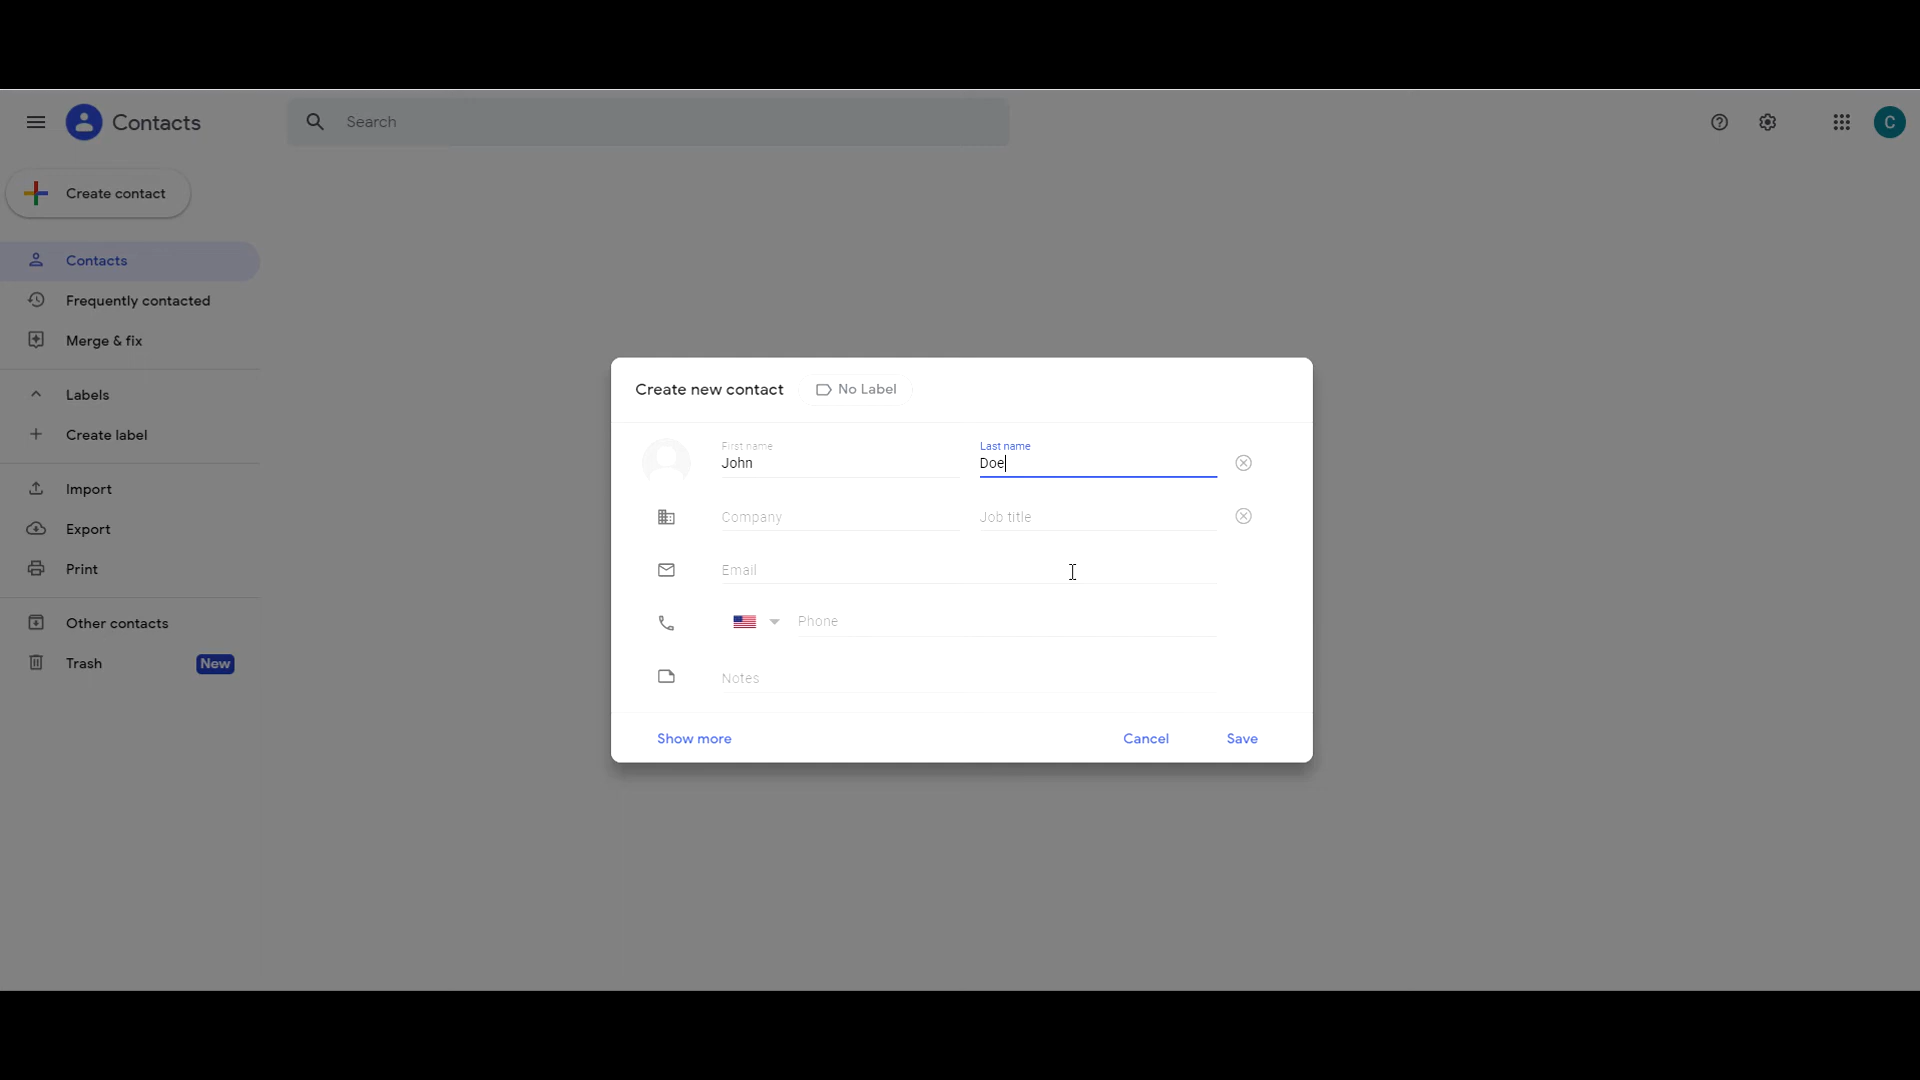 Contacts
Search
C
Create contact
Contacts
Frequently contacted
Merge & fix
Labels
Create label
Import
Export
Print
Other contacts
Trash New
Create new contact No Label
First name Last name
John Doe
Company Job title
Email
Phone
Notes
Show more Cancel Save